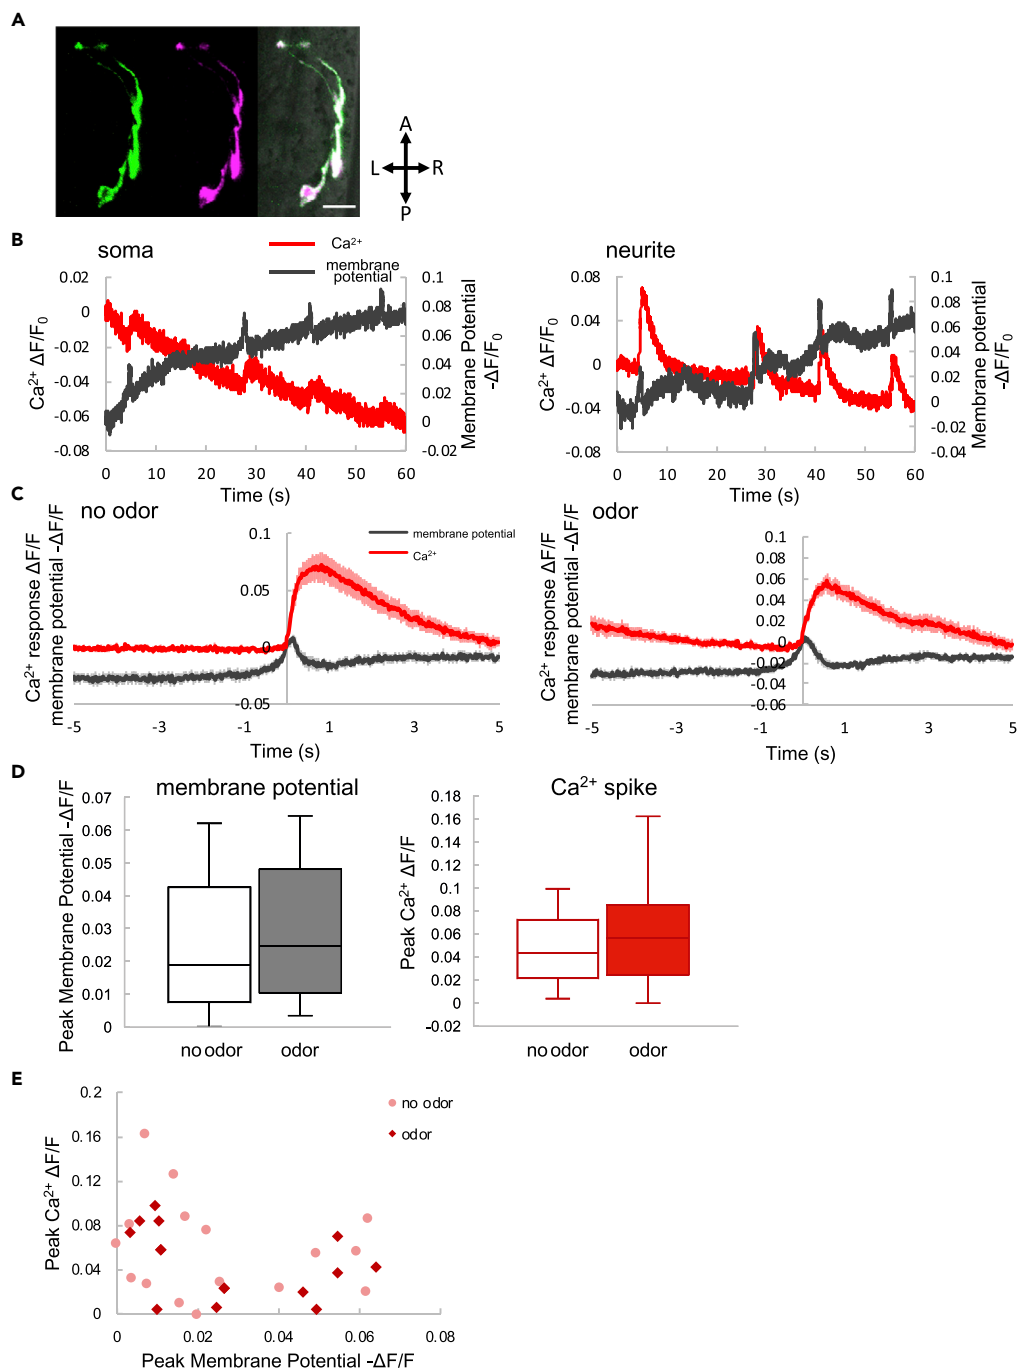 A
A
L R
P
B
soma
Ca²⁺
membrane
potential
neurite
0.02
0
-0.02
-0.04
-0.06
-0.08
Ca²⁺ ΔF/F₀
0.1
0.08
0.06
0.04
0.02
0
-0.02
Membrane Potential
-ΔF/F₀
0 10 20 30 40 50 60
Time (s)
0.08
0.04
0
-0.04
-0.08
Ca²⁺ ΔF/F₀
0.1
0.08
0.06
0.04
0.02
0
-0.02
-0.04
Membrane potential
-ΔF/F₀
0 10 20 30 40 50 60
Time (s)
C
no odor
membrane potential
Ca²⁺
Ca²⁺ response ΔF/F
membrane potential -ΔF/F
0.1
0.05
0
-0.05
-5 -3 -1 1 3 5
Time (s)
odor
Ca²⁺ response ΔF/F
membrane potential -ΔF/F
0.1
0.08
0.06
0.04
0.02
0
-0.02
-0.04
-0.06
-5 -3 -1 1 3 5
Time (s)
D
membrane potential
Peak Membrane Potential -ΔF/F
0.07
0.06
0.05
0.04
0.03
0.02
0.01
0
no odor odor
Ca²⁺ spike
Peak Ca²⁺ ΔF/F
0.18
0.16
0.14
0.12
0.1
0.08
0.06
0.04
0.02
0
-0.02
no odor odor
E
Peak Ca²⁺ ΔF/F
0.2
0.16
0.12
0.08
0.04
0
no odor
odor
0 0.02 0.04 0.06 0.08
Peak Membrane Potential -ΔF/F